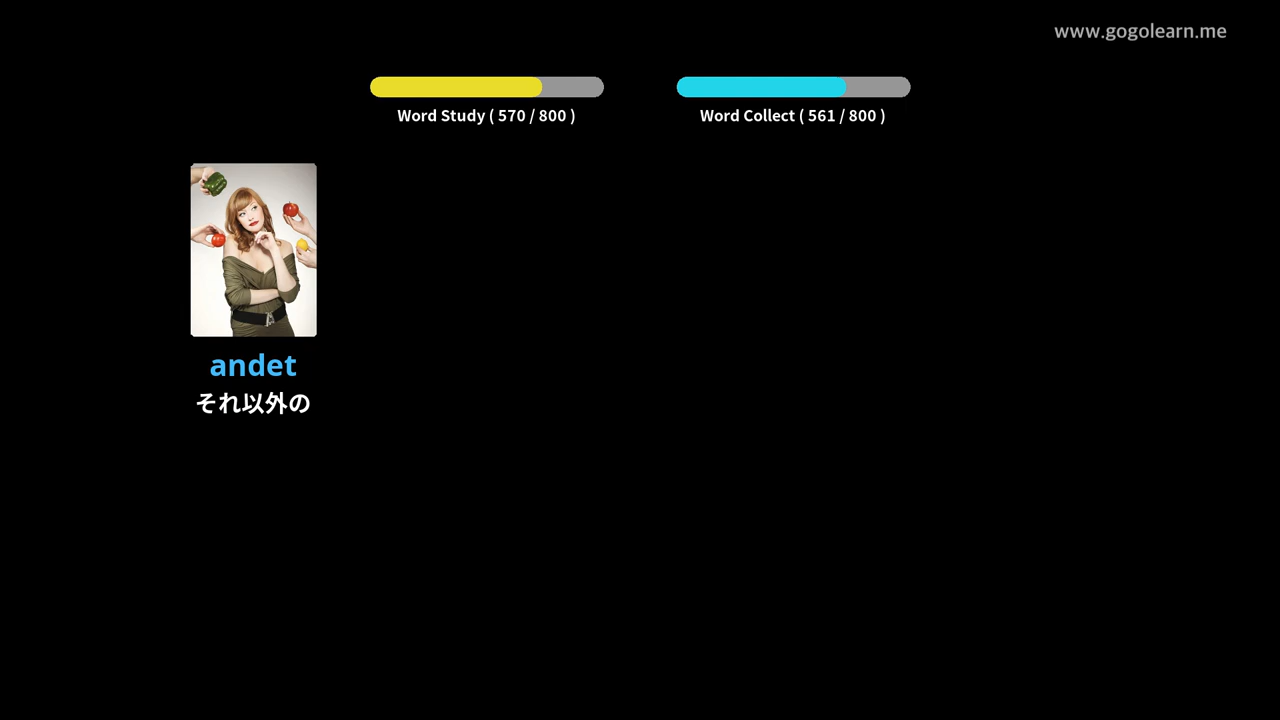 www.gogolearn.me
Word Study ( 570 / 800 )
Word Collect ( 561 / 800 )
andet
それ以外の